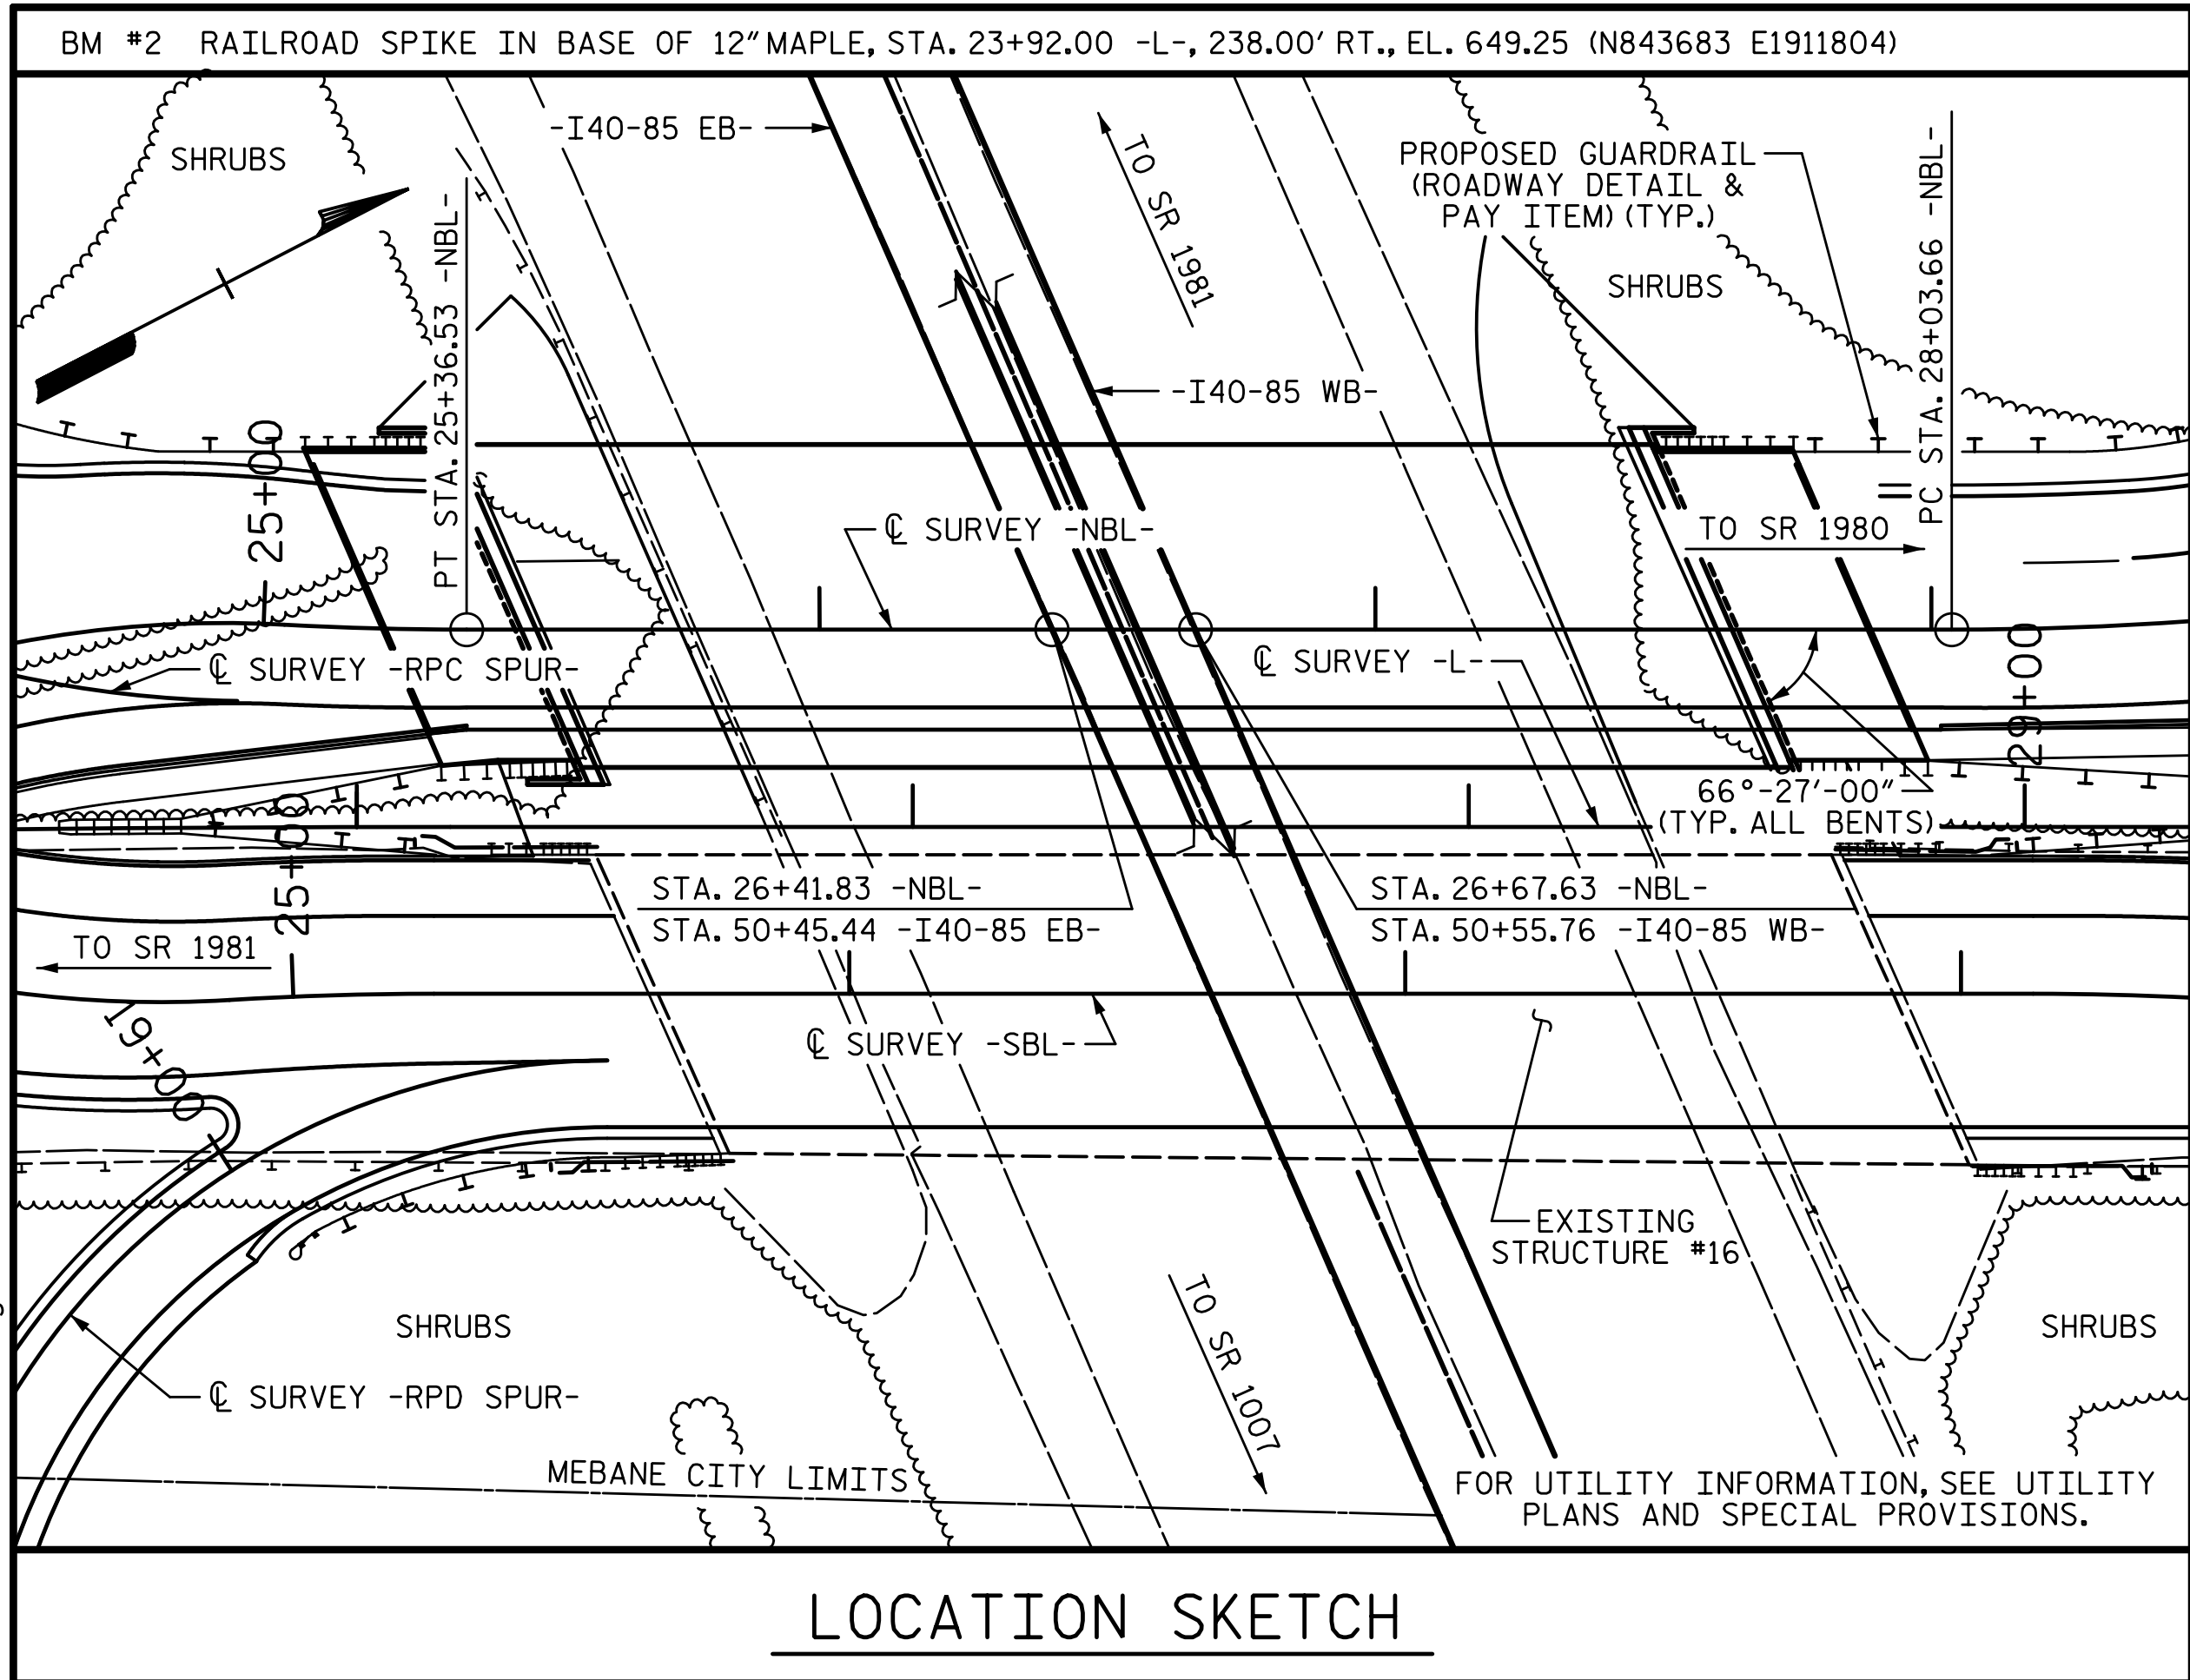 BM #2 RAILROAD SPIKE IN BASE OF 12" MAPLE, STA. 23+92.00 -L-, 238.00' RT., EL. 649.25 (N843683 E1911804)
-I40-85 EB-
SHRUBS
TO SR 1981
PROPOSED GUARDRAIL
(ROADWAY DETAIL &
PAY ITEM) (TYP.)
SHRUBS
PT STA. 25+36.53 -NBL-
PC STA. 28+03.66 -NBL-
-I40-85 WB-
25+00
℄ SURVEY -NBL-
TO SR 1980
℄ SURVEY -RPC SPUR-
℄ SURVEY -L-
29+00
66°-27'-00"
(TYP. ALL BENTS)
25+00
STA. 26+41.83 -NBL-
STA. 50+45.44 -I40-85 EB-
STA. 26+67.63 -NBL-
STA. 50+55.76 -I40-85 WB-
TO SR 1981
19+00
℄ SURVEY -SBL-
EXISTING
STRUCTURE #16
SHRUBS
TO SR 1007
SHRUBS
℄ SURVEY -RPD SPUR-
MEBANE CITY LIMITS
FOR UTILITY INFORMATION, SEE UTILITY
PLANS AND SPECIAL PROVISIONS.
LOCATION SKETCH